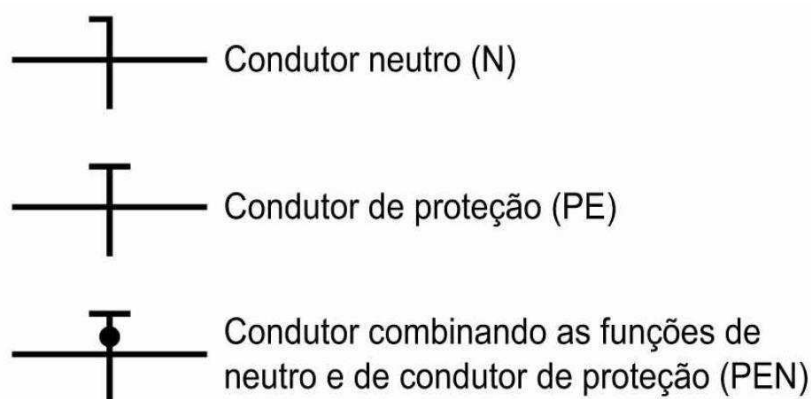 Condutor neutro (N)
Condutor de proteção (PE)
Condutor combinando as funções de
neutro e de condutor de proteção (PEN)